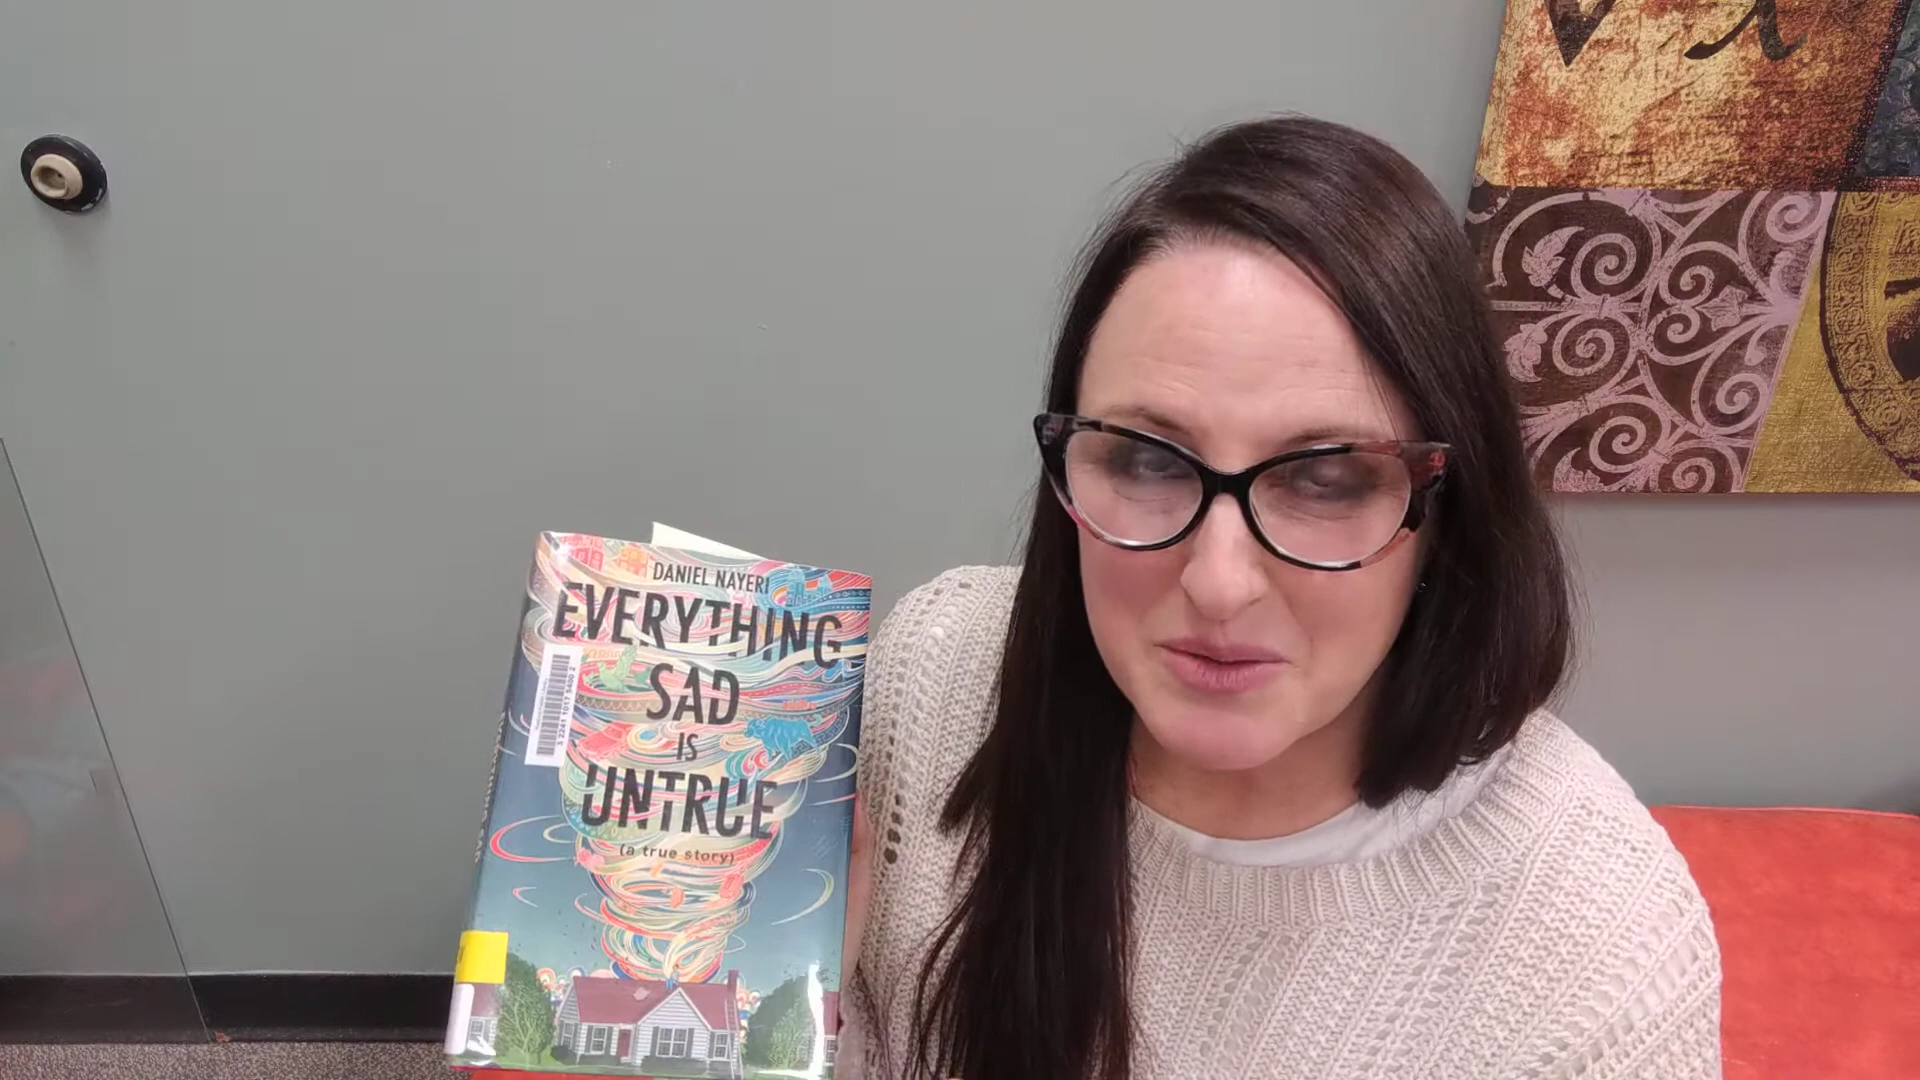 DANIEL NAYERI
EVERYTHING
SAD
IS
UNTRUE
(a true story)